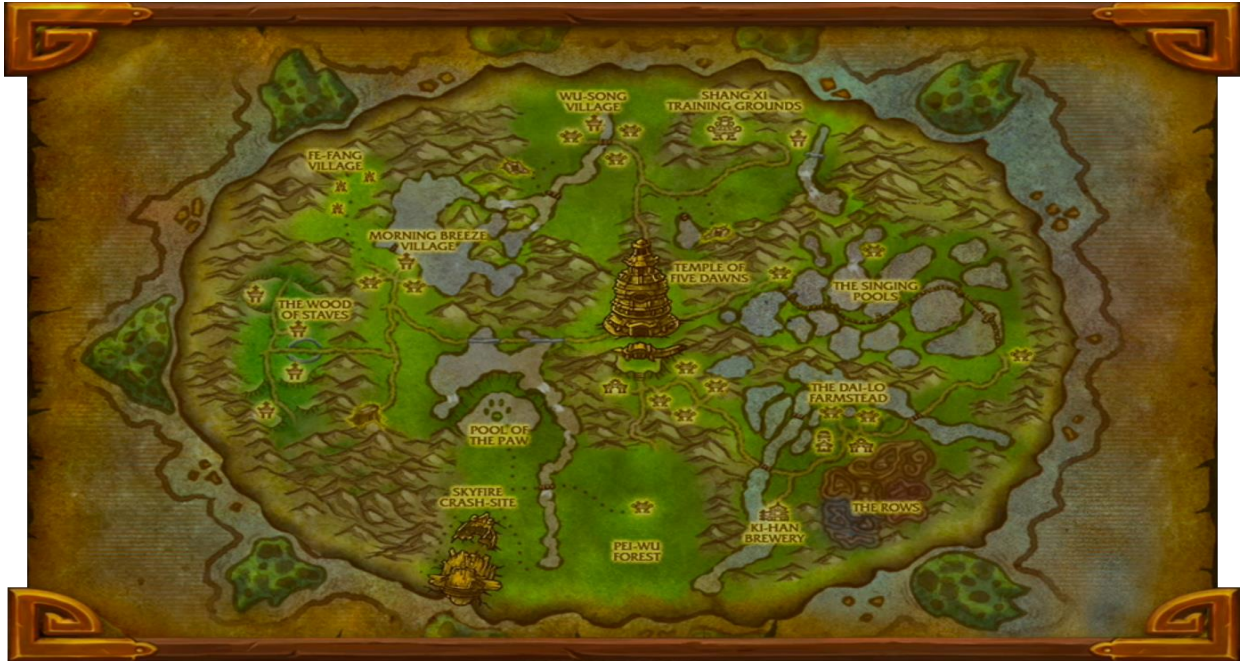 WU-SONG
VILLAGE
SHANG XI
TRAINING GROUNDS
FE-FANG
VILLAGE
MORNING BREEZE
VILLAGE
TEMPLE OF
FIVE DAWNS
THE SINGING
POOLS
THE WOOD
OF STAVES
THE DAI-LO
FARMSTEAD
POOL OF
THE PAW
SKYFIRE
CRASH-SITE
THE ROWS
KI-HAN
BREWERY
PEI-WU
FOREST